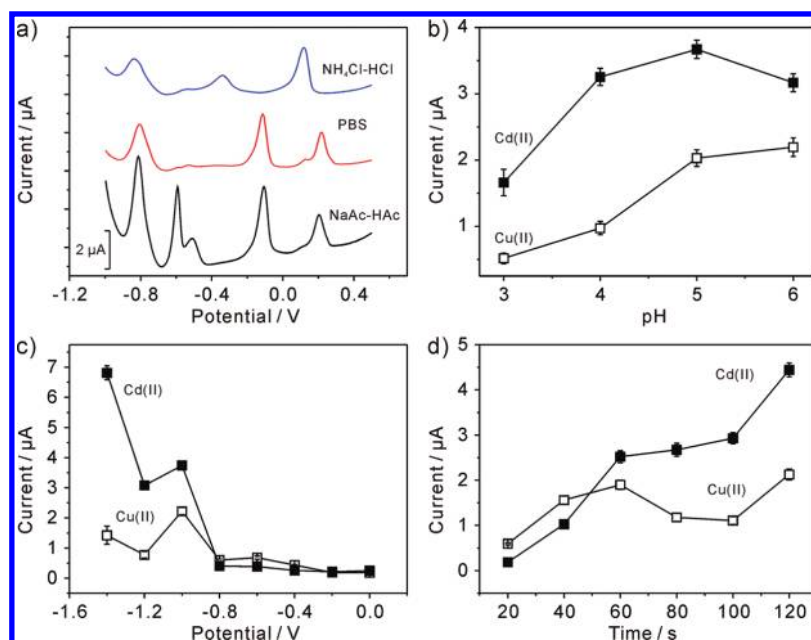 a)
NH₄Cl-HCl
PBS
NaAc-HAc
2 µA
Current / µA
-1.2 -0.8 -0.4 0.0 0.4
Potential / V
b)
4
3
2
1
Current / µA
Cd(II)
Cu(II)
3 4 5 6
pH
c)
7
6
5
4
3
2
1
0
Current / µA
Cd(II)
Cu(II)
-1.6 -1.2 -0.8 -0.4 0.0
Potential / V
d)
5
4
3
2
1
0
Current / µA
Cd(II)
Cu(II)
20 40 60 80 100 120
Time / s